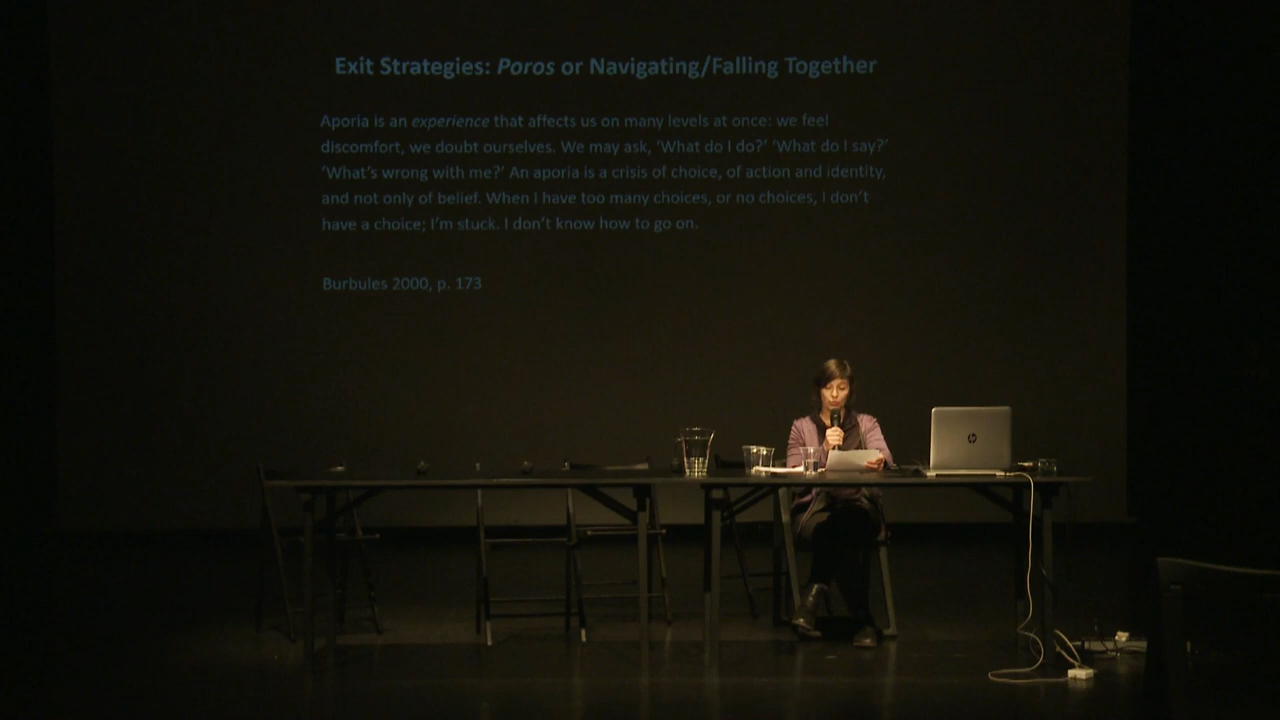 Exit Strategies: Poros or Navigating/Falling Together
Aporia is an experience that affects us on many levels at once: we feel
discomfort, we doubt ourselves. We may ask, ‘What do I do?’ ‘What do I say?’
‘What’s wrong with me?’ An aporia is a crisis of choice, of action and identity,
and not only of belief. When I have too many choices, or no choices, I don’t
have a choice; I’m stuck. I don’t know how to go on.
Burbules 2000, p. 173
hp